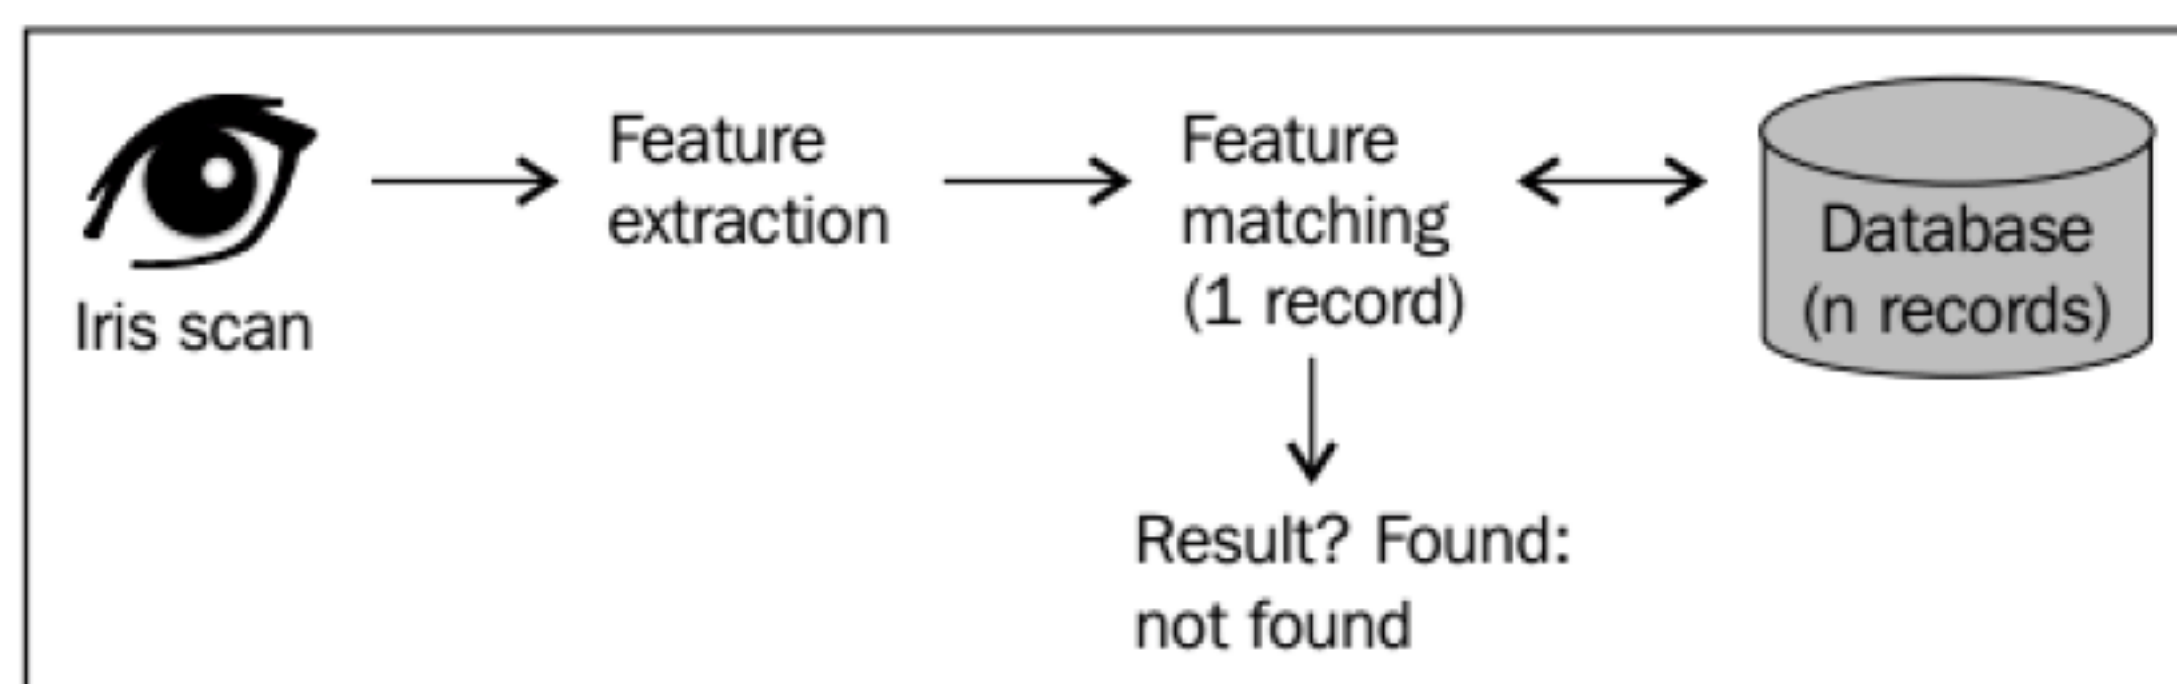 Iris scan
Feature
extraction
Feature
matching
(1 record)
Database
(n records)
Result? Found:
not found